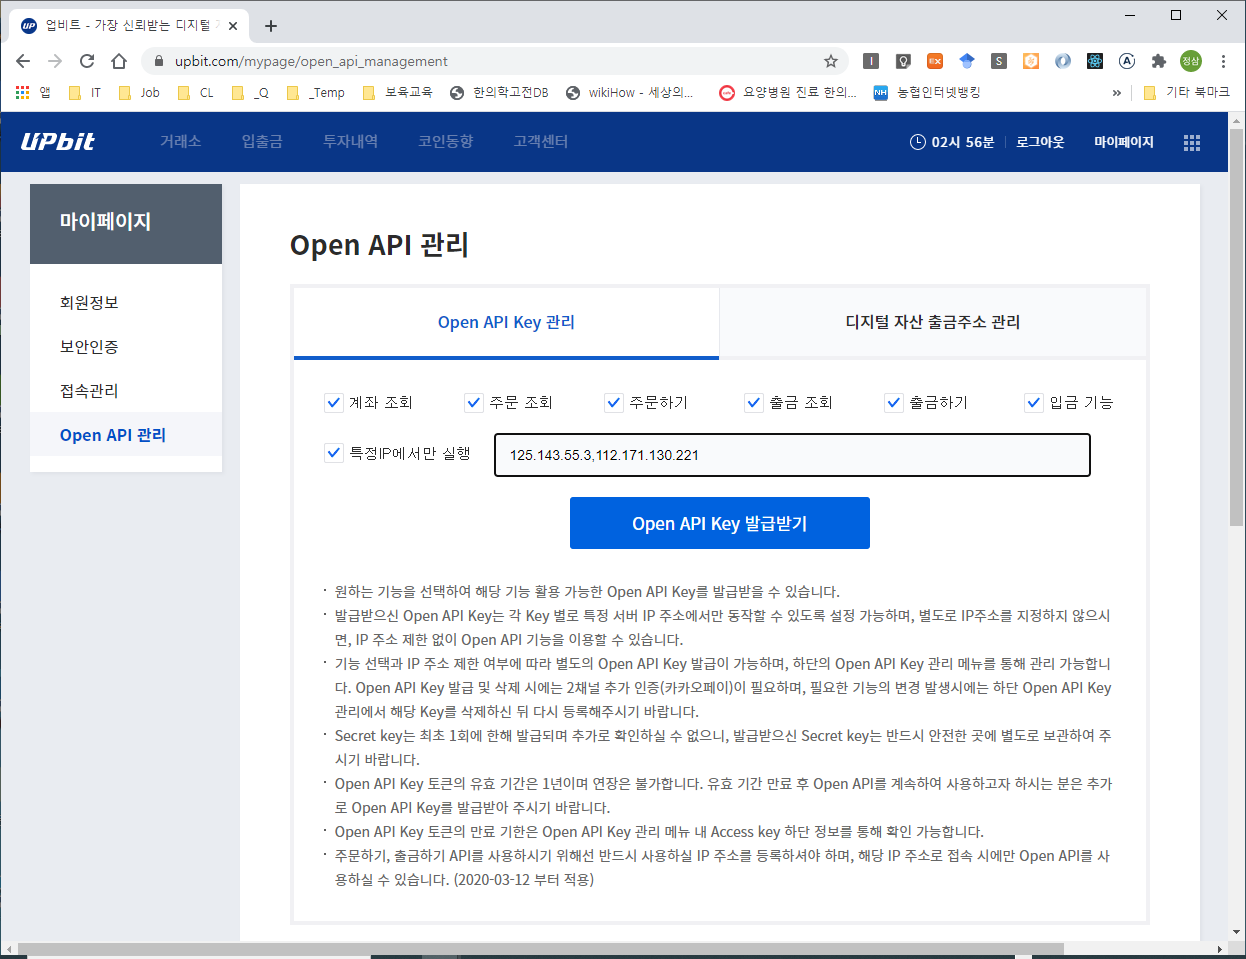 업비트 - 가장 신뢰받는 디지털
upbit.com/mypage/open_api_management
정삼
앱 IT Job CL _Q _Temp 보육교육 한의학고전DB wikiHow - 세상의... 요양병원 진료 한의... NH 농협인터넷뱅킹 » 기타 북마크
UPbit 거래소 입출금 투자내역 코인동향 고객센터 02시 56분 로그아웃 마이페이지
마이페이지
회원정보
보안인증
접속관리
Open API 관리
Open API 관리
Open API Key 관리 디지털 자산 출금주소 관리
계좌 조회 주문 조회 주문하기 출금 조회 출금하기 입금 기능
특정IP에서만 실행 125.143.55.3,112.171.130.221
Open API Key 발급받기
· 원하는 기능을 선택하여 해당 기능 활용 가능한 Open API Key를 발급받을 수 있습니다.
· 발급받으신 Open API Key는 각 Key 별로 특정 서버 IP 주소에서만 동작할 수 있도록 설정 가능하며, 별도로 IP주소를 지정하지 않으시
면, IP 주소 제한 없이 Open API 기능을 이용할 수 있습니다.
· 기능 선택과 IP 주소 제한 여부에 따라 별도의 Open API Key 발급이 가능하며, 하단의 Open API Key 관리 메뉴를 통해 관리 가능합니
다. Open API Key 발급 및 삭제 시에는 2채널 추가 인증(카카오페이)이 필요하며, 필요한 기능의 변경 발생시에는 하단 Open API Key
관리에서 해당 Key를 삭제하신 뒤 다시 등록해주시기 바랍니다.
· Secret key는 최초 1회에 한해 발급되며 추가로 확인하실 수 없으니, 발급받으신 Secret key는 반드시 안전한 곳에 별도로 보관하여 주
시기 바랍니다.
· Open API Key 토큰의 유효 기간은 1년이며 연장은 불가합니다. 유효 기간 만료 후 Open API를 계속하여 사용하고자 하시는 분은 추가
로 Open API Key를 발급받아 주시기 바랍니다.
· Open API Key 토큰의 만료 기한은 Open API Key 관리 메뉴 내 Access key 하단 정보를 통해 확인 가능합니다.
· 주문하기, 출금하기 API를 사용하시기 위해선 반드시 사용하실 IP 주소를 등록하셔야 하며, 해당 IP 주소로 접속 시에만 Open API를 사
용하실 수 있습니다. (2020-03-12 부터 적용)